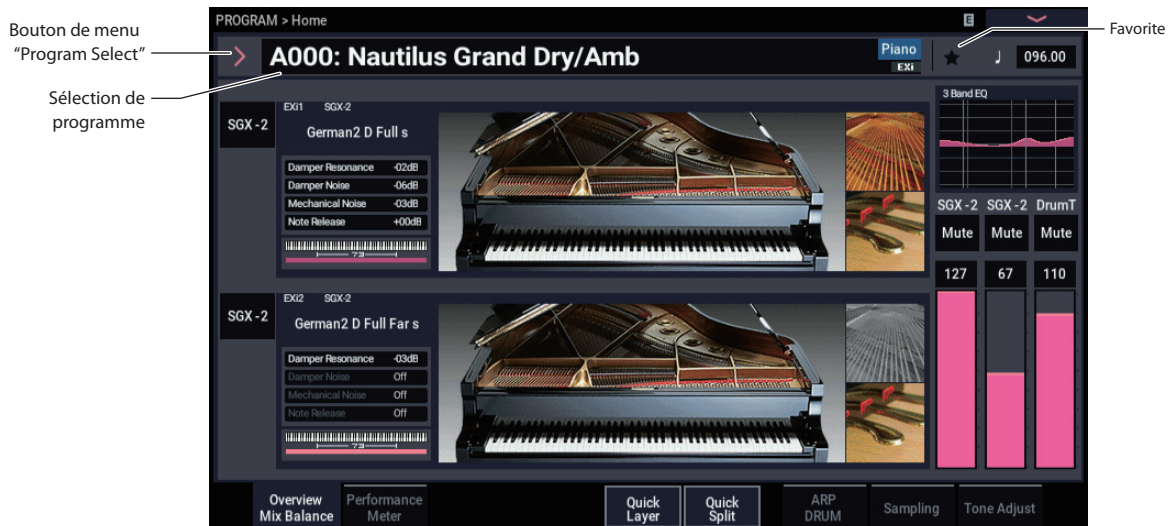 PROGRAM > Home
E
Bouton de menu
“Program Select”
Favorite
A000: Nautilus Grand Dry/Amb
Piano
EXi
♩ 096.00
Sélection de
programme
EXi1 SGX-2
SGX-2
German2 D Full s
Damper Resonance -02dB
Damper Noise -06dB
Mechanical Noise -03dB
Note Release +00dB
73
EXi2 SGX-2
SGX-2
German2 D Full Far s
Damper Resonance -03dB
Damper Noise Off
Mechanical Noise Off
Note Release Off
73
3 Band EQ
SGX-2 SGX-2 DrumT
Mute Mute Mute
127 67 110
Overview
Mix Balance
Performance
Meter
Quick
Layer
Quick
Split
ARP
DRUM
Sampling
Tone Adjust